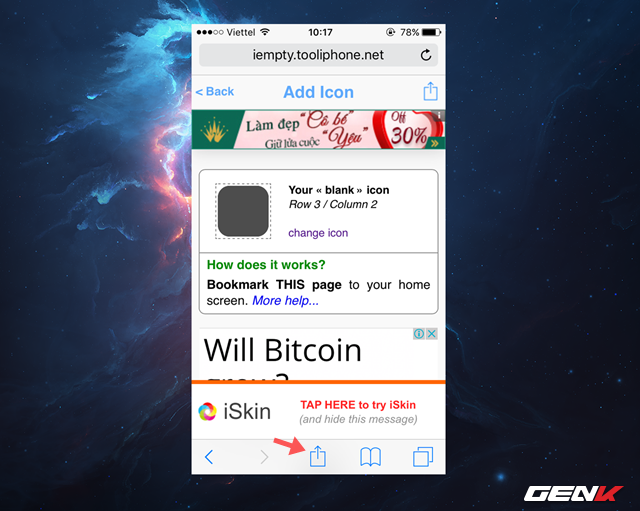 Viettel 10:17 78%
iempty.tooliphone.net
< Back Add Icon
Làm đẹp "Cô bé"
Giữ lửa cuộc "Yêu"
Off
30%
»
Your « blank » icon
Row 3 / Column 2
change icon
How does it works?
Bookmark THIS page to your home
screen. More help...
Will Bitcoin
grow?
iSkin
TAP HERE to try iSkin
(and hide this message)
GENK